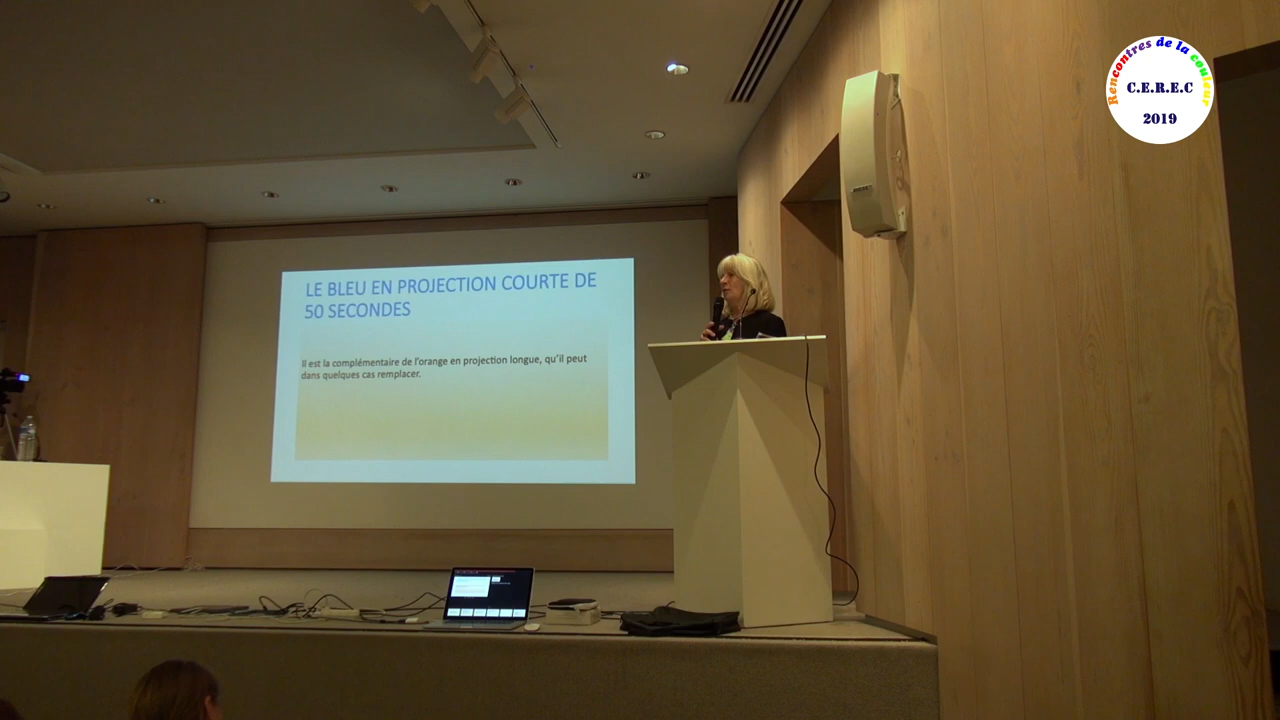 Rencontres de la couleur
C.E.R.E.C
2019
LE BLEU EN PROJECTION COURTE DE
50 SECONDES
Il est la complémentaire de l'orange en projection longue, qu'il peut
dans quelques cas remplacer.